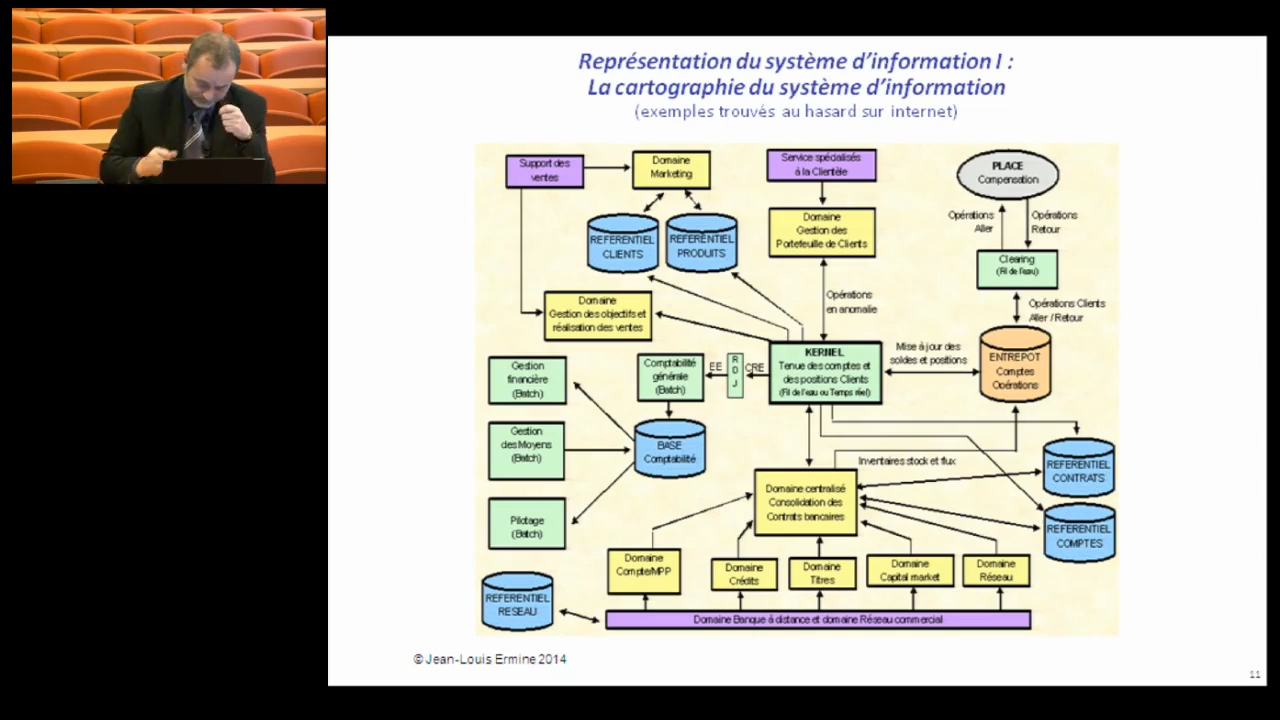 Représentation du système d'information I :
La cartographie du système d'information
(exemples trouvés au hasard sur internet)
Support des
ventes
Domaine
Marketing
Service spécialisés
à la Clientèle
PLACE
Compensation
REFERENTIEL
CLIENTS
REFERENTIEL
PRODUITS
Domaine
Gestion des
Portefeuille de Clients
Opérations
Aller
Opérations
Retour
Clearing
(Fil de l'eau)
Domaine
Gestion des objectifs et
réalisation des ventes
Opérations
en anomalie
Opérations Clients
Aller / Retour
Gestion
financière
(Batch)
Comptabilité
générale
(Batch)
EE
R
D
J
CRE
KERNEL
Tenue des comptes et
des positions Clients
(Fil de l'eau ou Temps réel)
Mise à jour des
soldes et positions
ENTREPOT
Comptes
Opérations
Gestion
des Moyens
(Batch)
BASE
Comptabilité
Inventaires stock et flux
REFERENTIEL
CONTRATS
Domaine centralisé
Consolidation des
Contrats bancaires
Pilotage
(Batch)
REFERENTIEL
COMPTES
Domaine
Compte/MPP
Domaine
Crédits
Domaine
Titres
Domaine
Capital market
Domaine
Réseau
REFERENTIEL
RESEAU
Domaine Banque à distance et domaine Réseau commercial
© Jean-Louis Ermine 2014
11